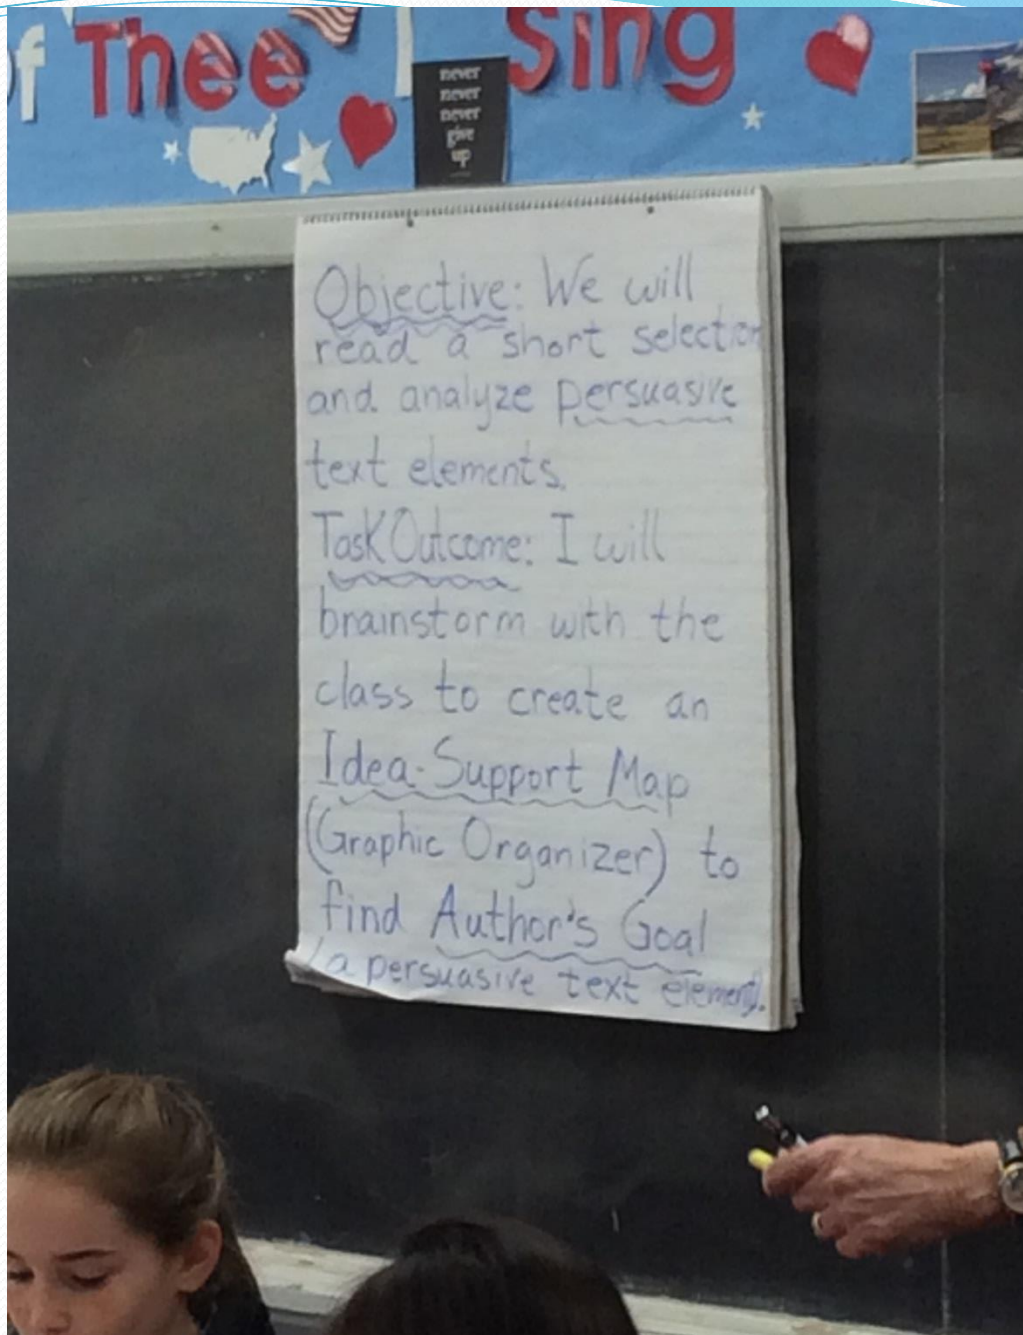 f Thee I Sing
never
never
never
give
up
Objective: We will
read a short selection
and analyze persuasive
text elements.
Task Outcome: I will
brainstorm with the
class to create an
Idea-Support Map
(Graphic Organizer) to
find Author's Goal
(a persuasive text element).